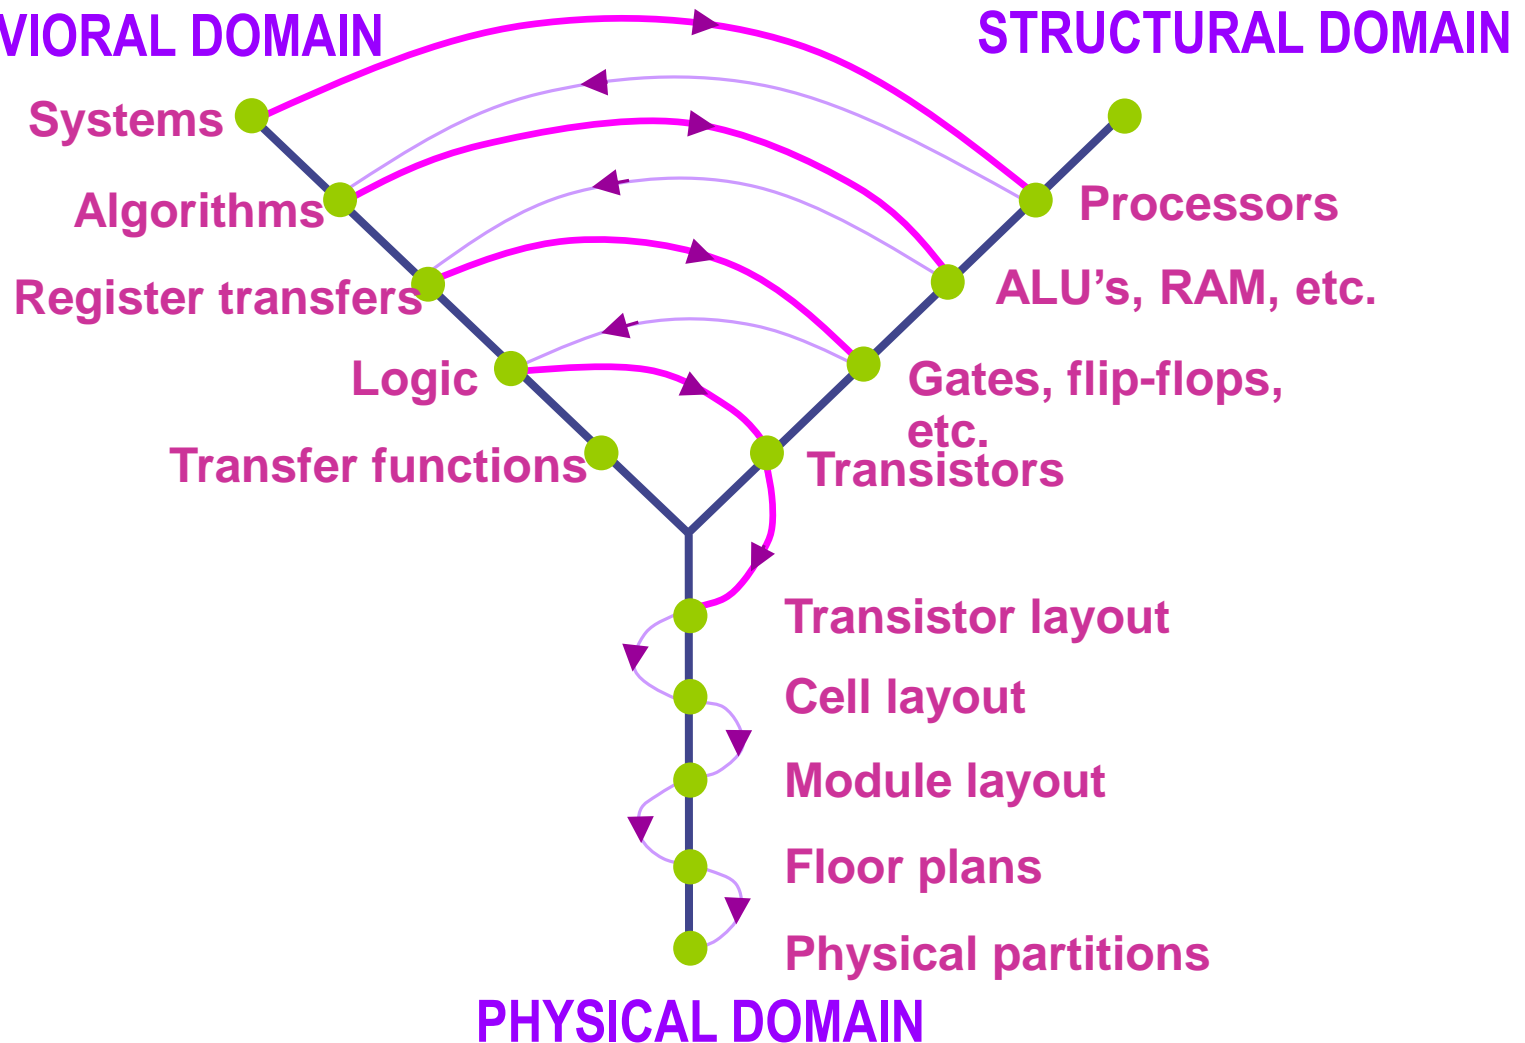 VIORAL DOMAIN
STRUCTURAL DOMAIN
Systems
Algorithms
Register transfers
Logic
Transfer functions
Processors
ALU's, RAM, etc.
Gates, flip-flops,
etc.
Transistors
Transistor layout
Cell layout
Module layout
Floor plans
Physical partitions
PHYSICAL DOMAIN